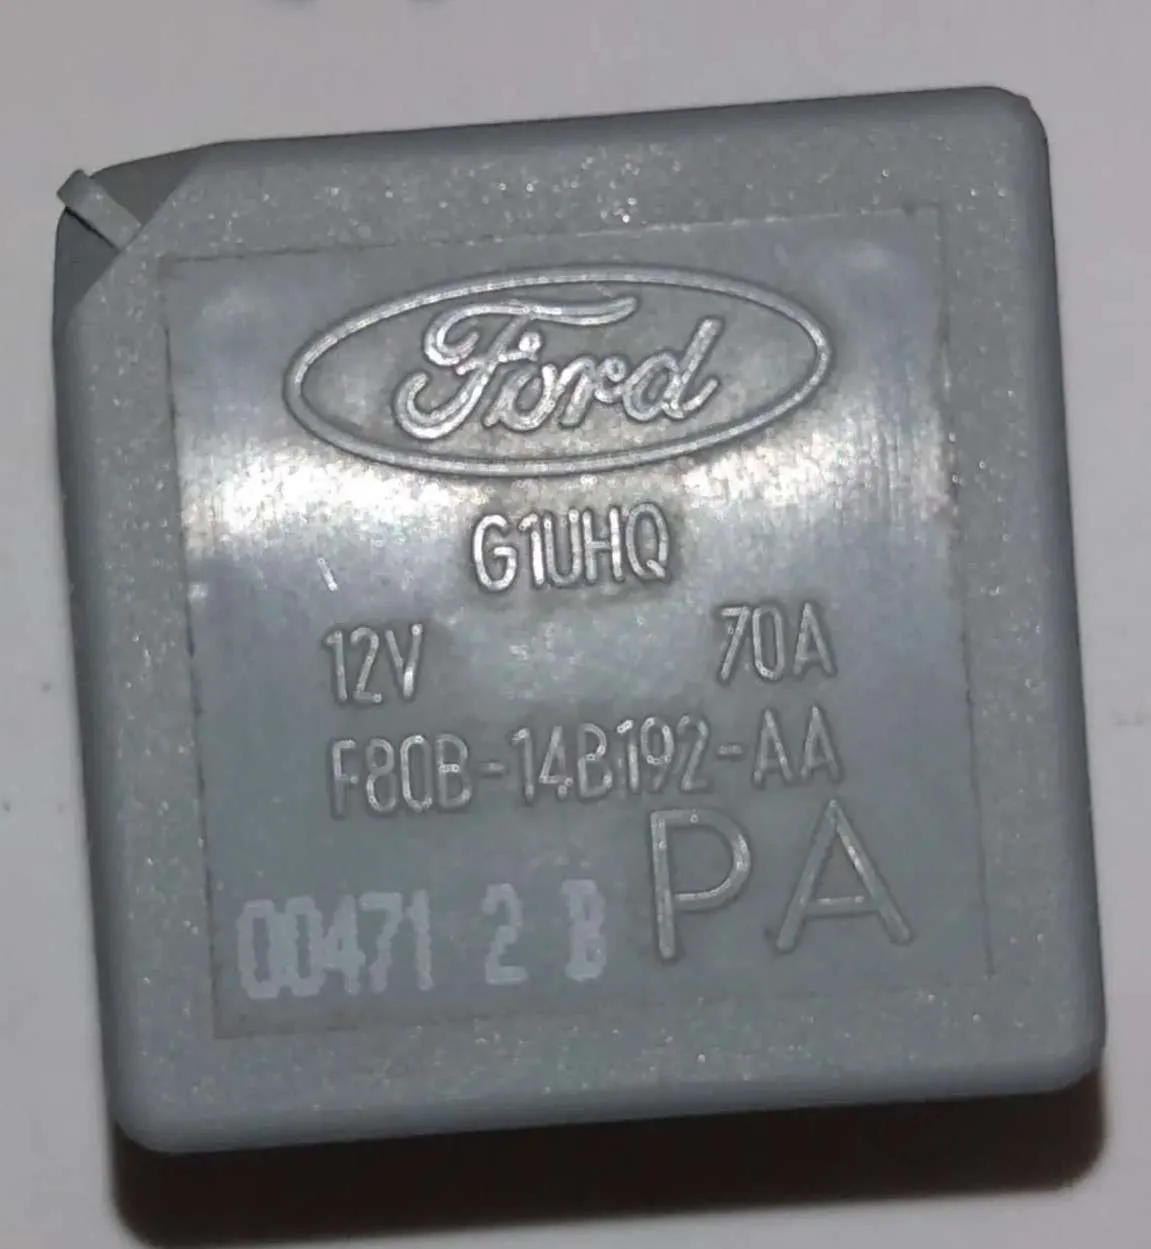 Ford
G1UHQ
12V 70A
F80B-14B192-AA
PA
00471 2 B